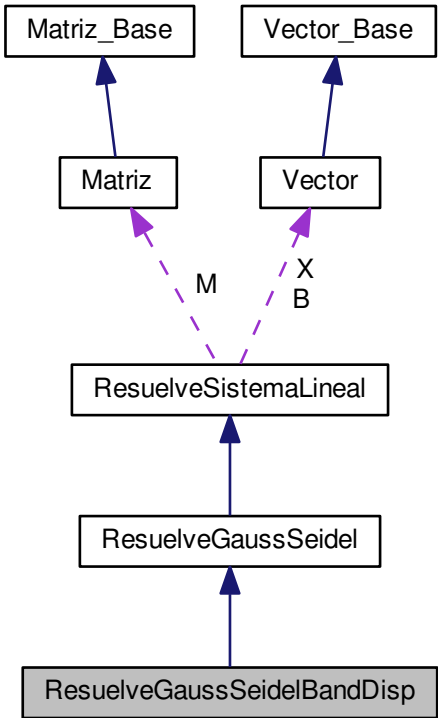 Matriz_Base
Vector_Base
Matriz
Vector
M
X
B
ResuelveSistemaLineal
ResuelveGaussSeidel
ResuelveGaussSeidelBandDisp